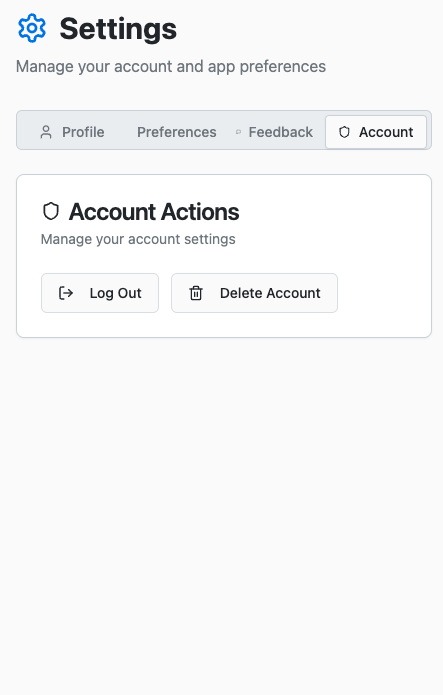 Settings
Manage your account and app preferences
Profile Preferences Feedback Account
Account Actions
Manage your account settings
Log Out Delete Account